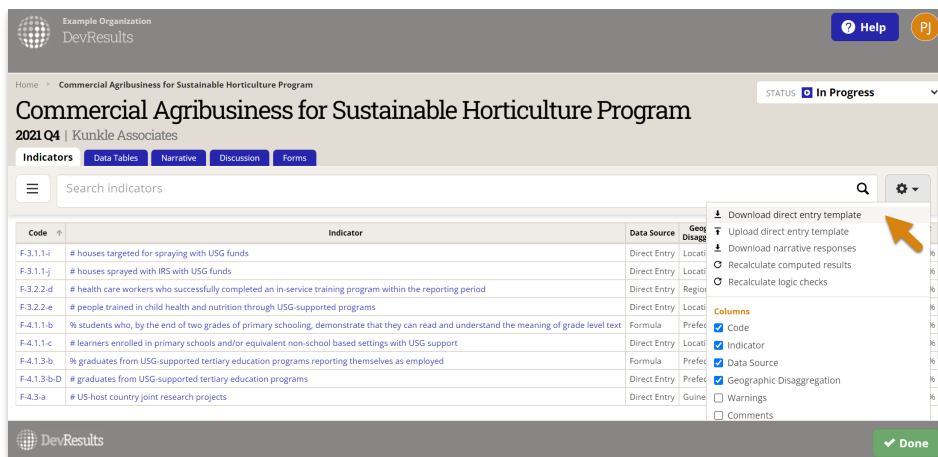 Example Organization
DevResults
Help
PJ
Home > Commercial Agribusiness for Sustainable Horticulture Program
Commercial Agribusiness for Sustainable Horticulture Program
STATUS In Progress
2021 Q4 | Kunkle Associates
Indicators Data Tables Narrative Discussion Forms
Search indicators
Code Indicator Data Source Geog
Disagg
F-3.1.1-i # houses targeted for spraying with USG funds Direct Entry Locati
F-3.1.1-j # houses sprayed with IRS with USG funds Direct Entry Locati
F-3.2.2-d # health care workers who successfully completed an in-service training program within the reporting period Direct Entry Region
F-3.2.2-e # people trained in child health and nutrition through USG-supported programs Direct Entry Locati
F-4.1.1-b % students who, by the end of two grades of primary schooling, demonstrate that they can read and understand the meaning of grade level text Formula Prefec
F-4.1.1-c # learners enrolled in primary schools and/or equivalent non-school based settings with USG support Direct Entry Locati
F-4.1.3-b % graduates from USG-supported tertiary education programs reporting themselves as employed Formula Prefec
F-4.1.3-b-D # graduates from USG-supported tertiary education programs Direct Entry Prefec
F-4.3-a # US-host country joint research projects Direct Entry Guine
Download direct entry template
Upload direct entry template
Download narrative responses
Recalculate computed results
Recalculate logic checks
Columns
Code
Indicator
Data Source
Geographic Disaggregation
Warnings
Comments
DevResults
Done